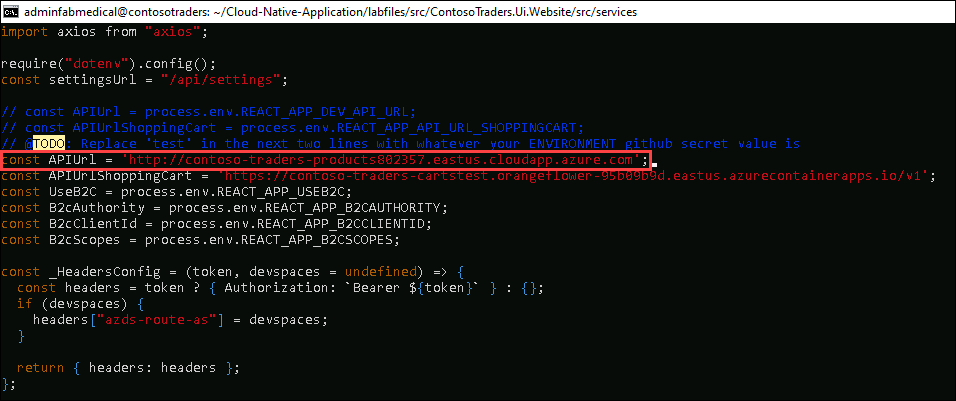 adminfabmedical@contosotraders: ~/Cloud-Native-Application/labfiles/src/ContosoTraders.Ui.Website/src/services
import axios from "axios";
require("dotenv").config();
const settingsUrl = "/api/settings";
// const APIUrl = process.env.REACT_APP_DEV_API_URL;
// const APIUrlShoppingCart = process.env.REACT_APP_API_URL_SHOPPINGCART;
// @TODO: Replace 'test' in the next two lines with whatever your ENVIRONMENT github secret value is
const APIUrl = 'http://contoso-traders-products802357.eastus.cloudapp.azure.com';
const APIUrlShoppingCart = 'https://contoso-traders-cartstest.orangeflower-95b09b9d.eastus.azurecontainerapps.io/v1';
const UseB2C = process.env.REACT_APP_USEB2C;
const B2cAuthority = process.env.REACT_APP_B2CAUTHORITY;
const B2cClientId = process.env.REACT_APP_B2CCLIENTID;
const B2cScopes = process.env.REACT_APP_B2CSCOPES;
const _HeadersConfig = (token, devspaces = undefined) => {
const headers = token ? { Authorization: `Bearer ${token}` } : {};
if (devspaces) {
headers["azds-route-as"] = devspaces;
}
return { headers: headers };
};